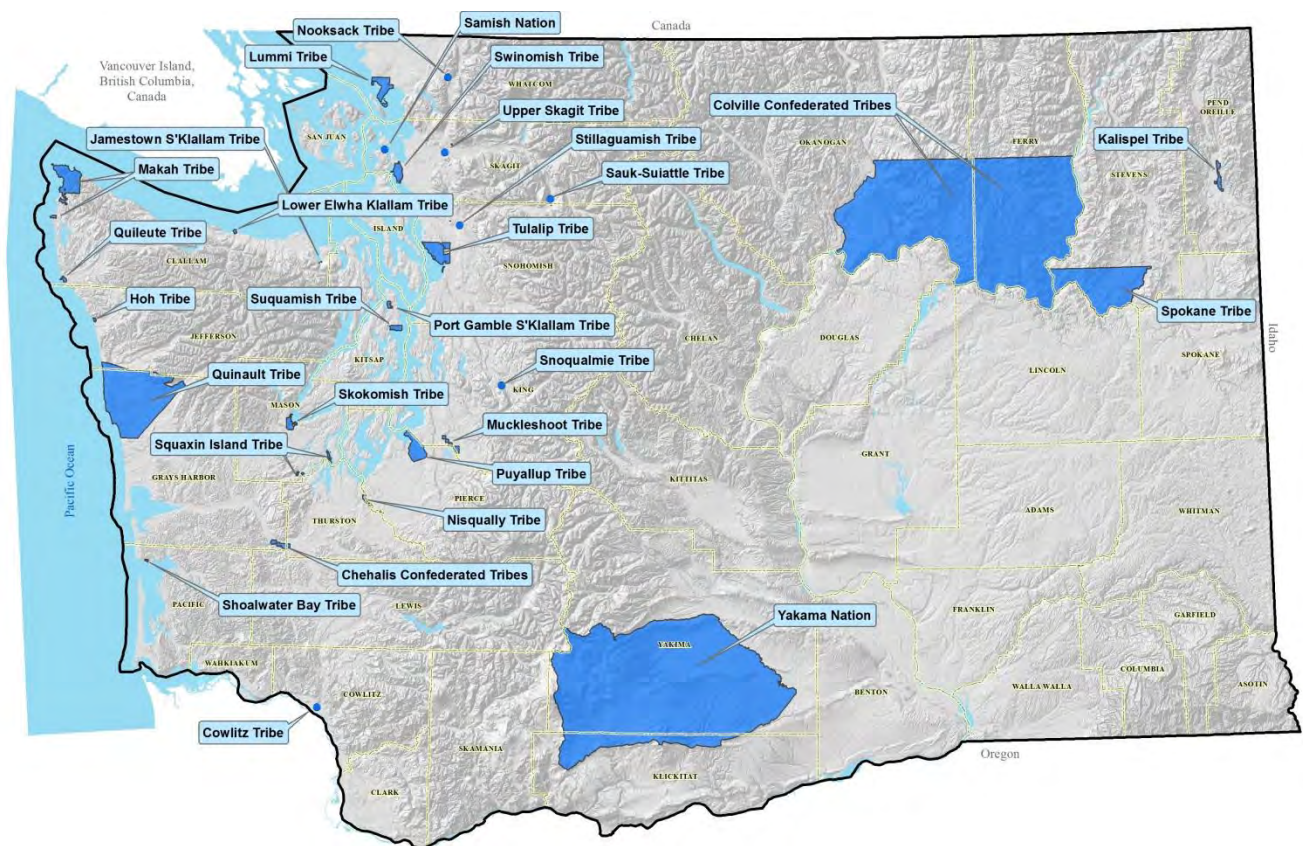 Canada
Samish Nation
Nooksack Tribe
Lummi Tribe
Swinomish Tribe
Vancouver Island,
British Columbia,
Canada
WHATCOM
Upper Skagit Tribe
Colville Confederated Tribes
PEND
OREILLE
Jamestown S'Klallam Tribe
SAN JUAN
Stillaguamish Tribe
OKANOGAN
FERRY
Kalispel Tribe
SKAGIT
Makah Tribe
Sauk-Suiattle Tribe
STEVENS
Lower Elwha Klallam Tribe
Quileute Tribe
ISLAND
Tulalip Tribe
CLALLAM
SNOHOMISH
Hoh Tribe
Suquamish Tribe
Port Gamble S'Klallam Tribe
Spokane Tribe
JEFFERSON
CHELAN
DOUGLAS
Idaho
KITSAP
Snoqualmie Tribe
SPOKANE
LINCOLN
Quinault Tribe
KING
Skokomish Tribe
MASON
Muckleshoot Tribe
Squaxin Island Tribe
GRANT
Puyallup Tribe
GRAYS HARBOR
KITTITAS
Pacific Ocean
PIERCE
ADAMS
WHITMAN
THURSTON
Nisqually Tribe
Chehalis Confederated Tribes
PACIFIC
Shoalwater Bay Tribe
LEWIS
Yakama Nation
FRANKLIN
GARFIELD
YAKIMA
WAHKIAKUM
COLUMBIA
COWLITZ
BENTON
WALLA WALLA
ASOTIN
Cowlitz Tribe
SKAMANIA
Oregon
KLICKITAT
CLARK